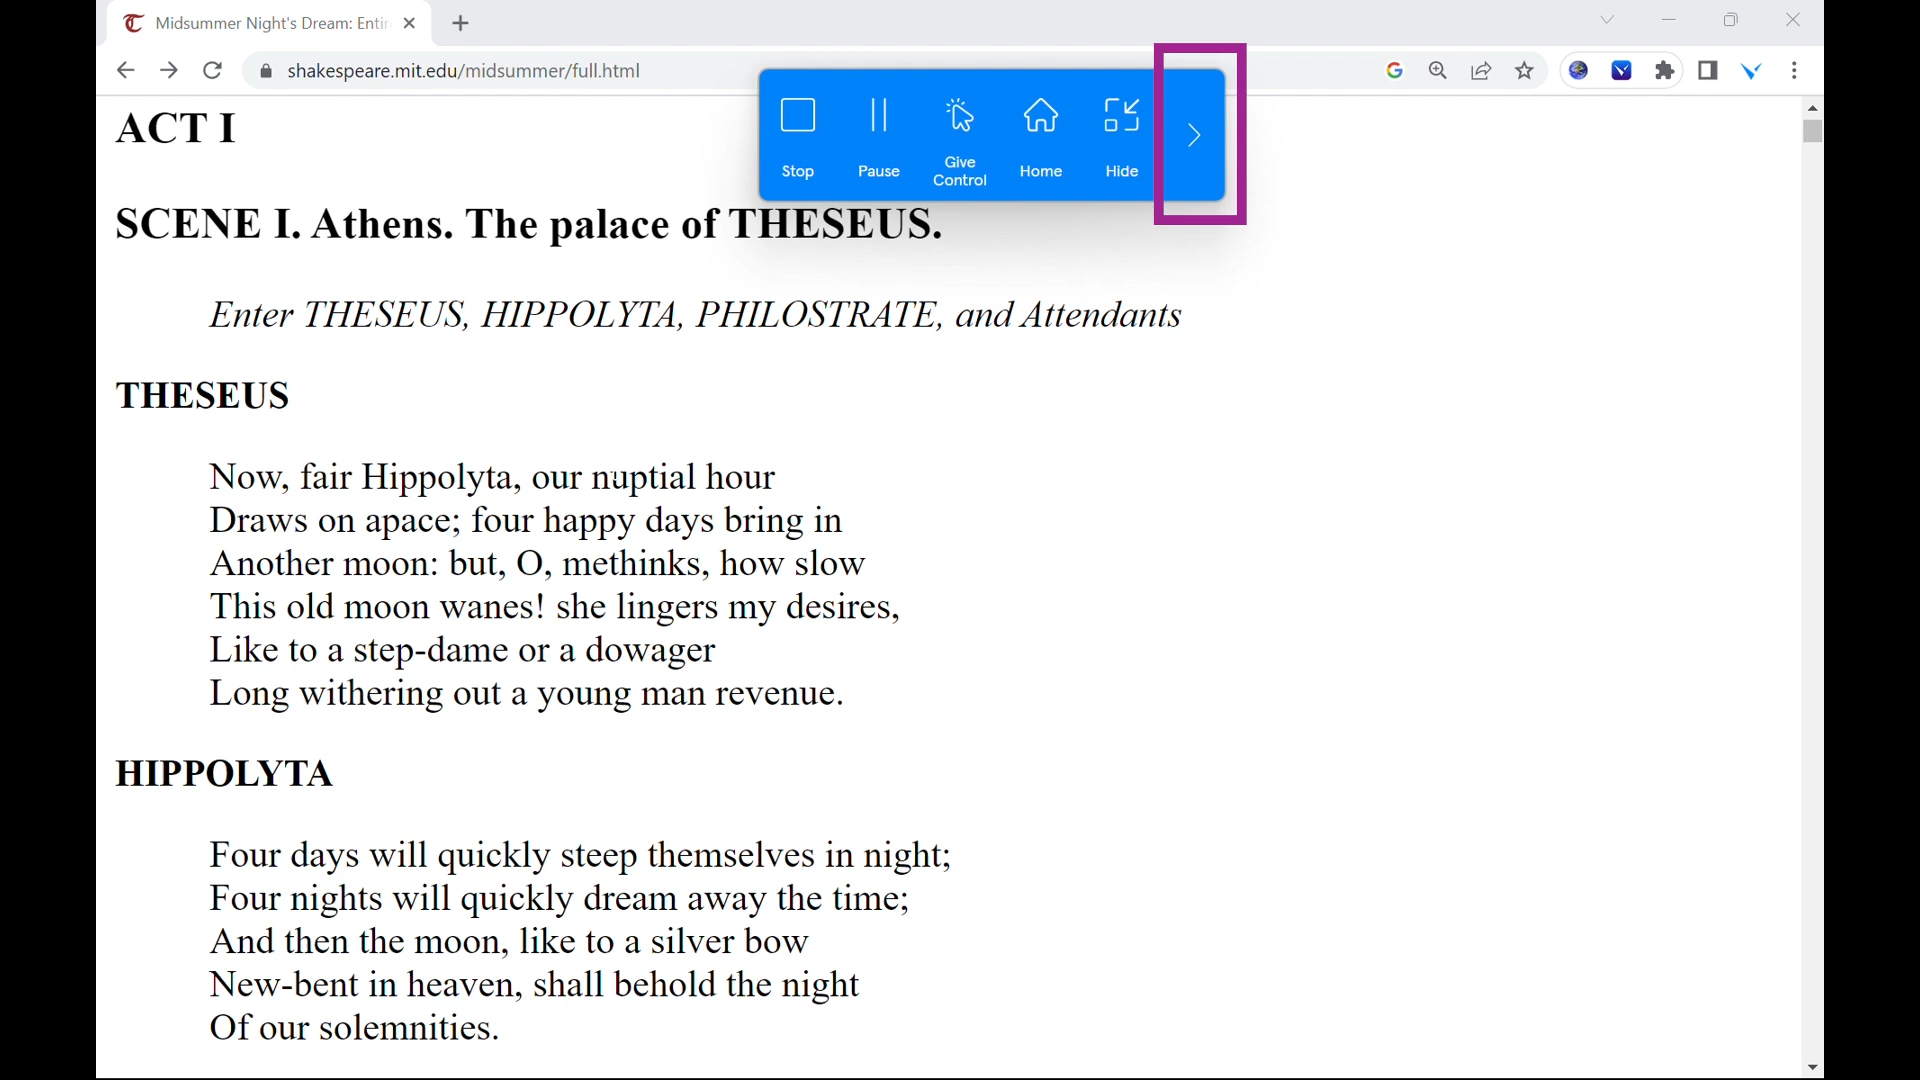 Midsummer Night's Dream: Entir
shakespeare.mit.edu/midsummer/full.html
Stop
Pause
Give
Control
Home
Hide
ACT I
SCENE I. Athens. The palace of THESEUS.
Enter THESEUS, HIPPOLYTA, PHILOSTRATE, and Attendants
THESEUS
Now, fair Hippolyta, our nuptial hour
Draws on apace; four happy days bring in
Another moon: but, O, methinks, how slow
This old moon wanes! she lingers my desires,
Like to a step-dame or a dowager
Long withering out a young man revenue.
HIPPOLYTA
Four days will quickly steep themselves in night;
Four nights will quickly dream away the time;
And then the moon, like to a silver bow
New-bent in heaven, shall behold the night
Of our solemnities.